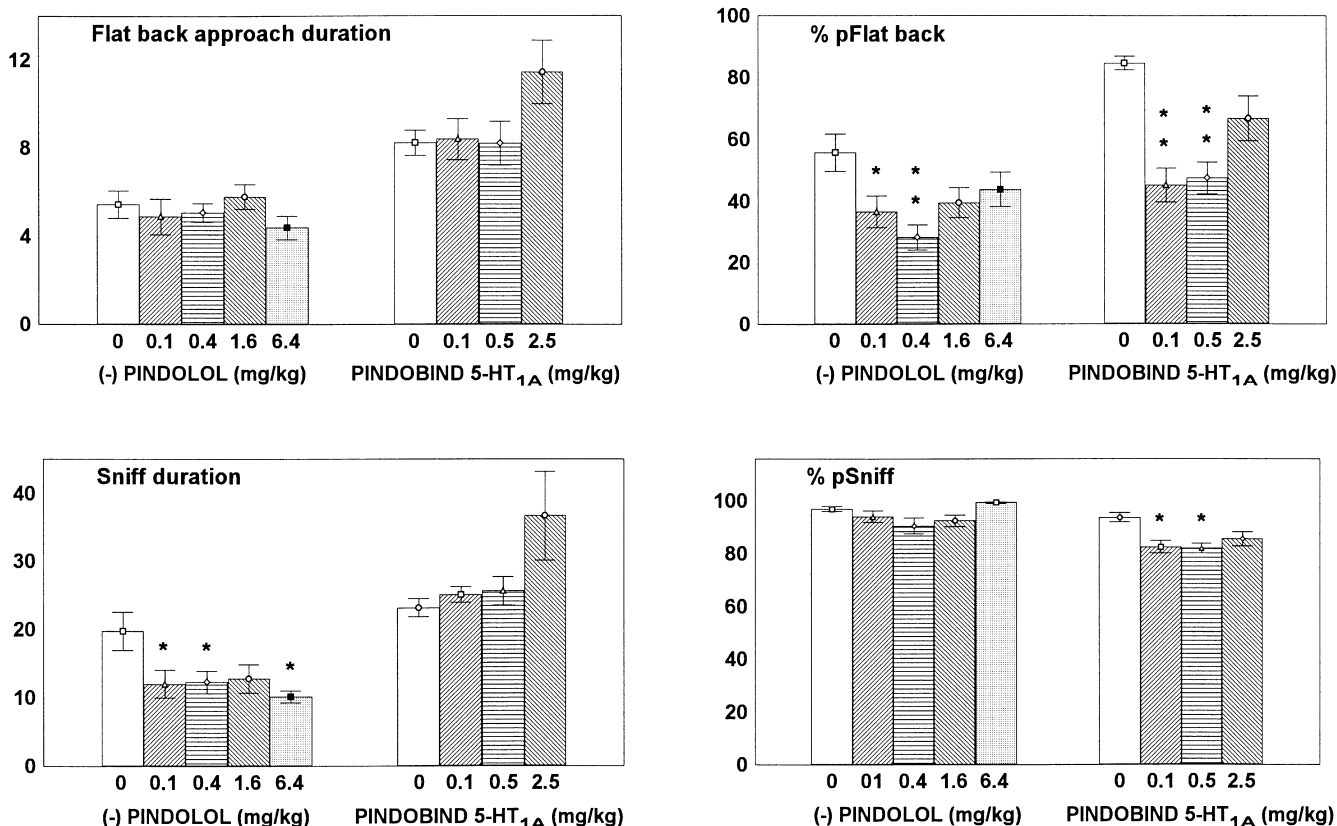 Flat back approach duration
12
8
4
0
0 0.1 0.4 1.6 6.4 0 0.1 0.5 2.5
(-) PINDOLOL (mg/kg) PINDOBIND 5-HT1A (mg/kg)
% pFlat back
100
80
60
40
20
0
* * * * * * *
0 0.1 0.4 1.6 6.4 0 0.1 0.5 2.5
(-) PINDOLOL (mg/kg) PINDOBIND 5-HT1A (mg/kg)
Sniff duration
40
30
20
10
0
* * *
0 0.1 0.4 1.6 6.4 0 0.1 0.5 2.5
(-) PINDOLOL (mg/kg) PINDOBIND 5-HT1A (mg/kg)
% pSniff
100
80
60
40
20
0
* *
0 01 0.4 1.6 6.4 0 0.1 0.5 2.5
(-) PINDOLOL (mg/kg) PINDOBIND 5-HT1A (mg/kg)